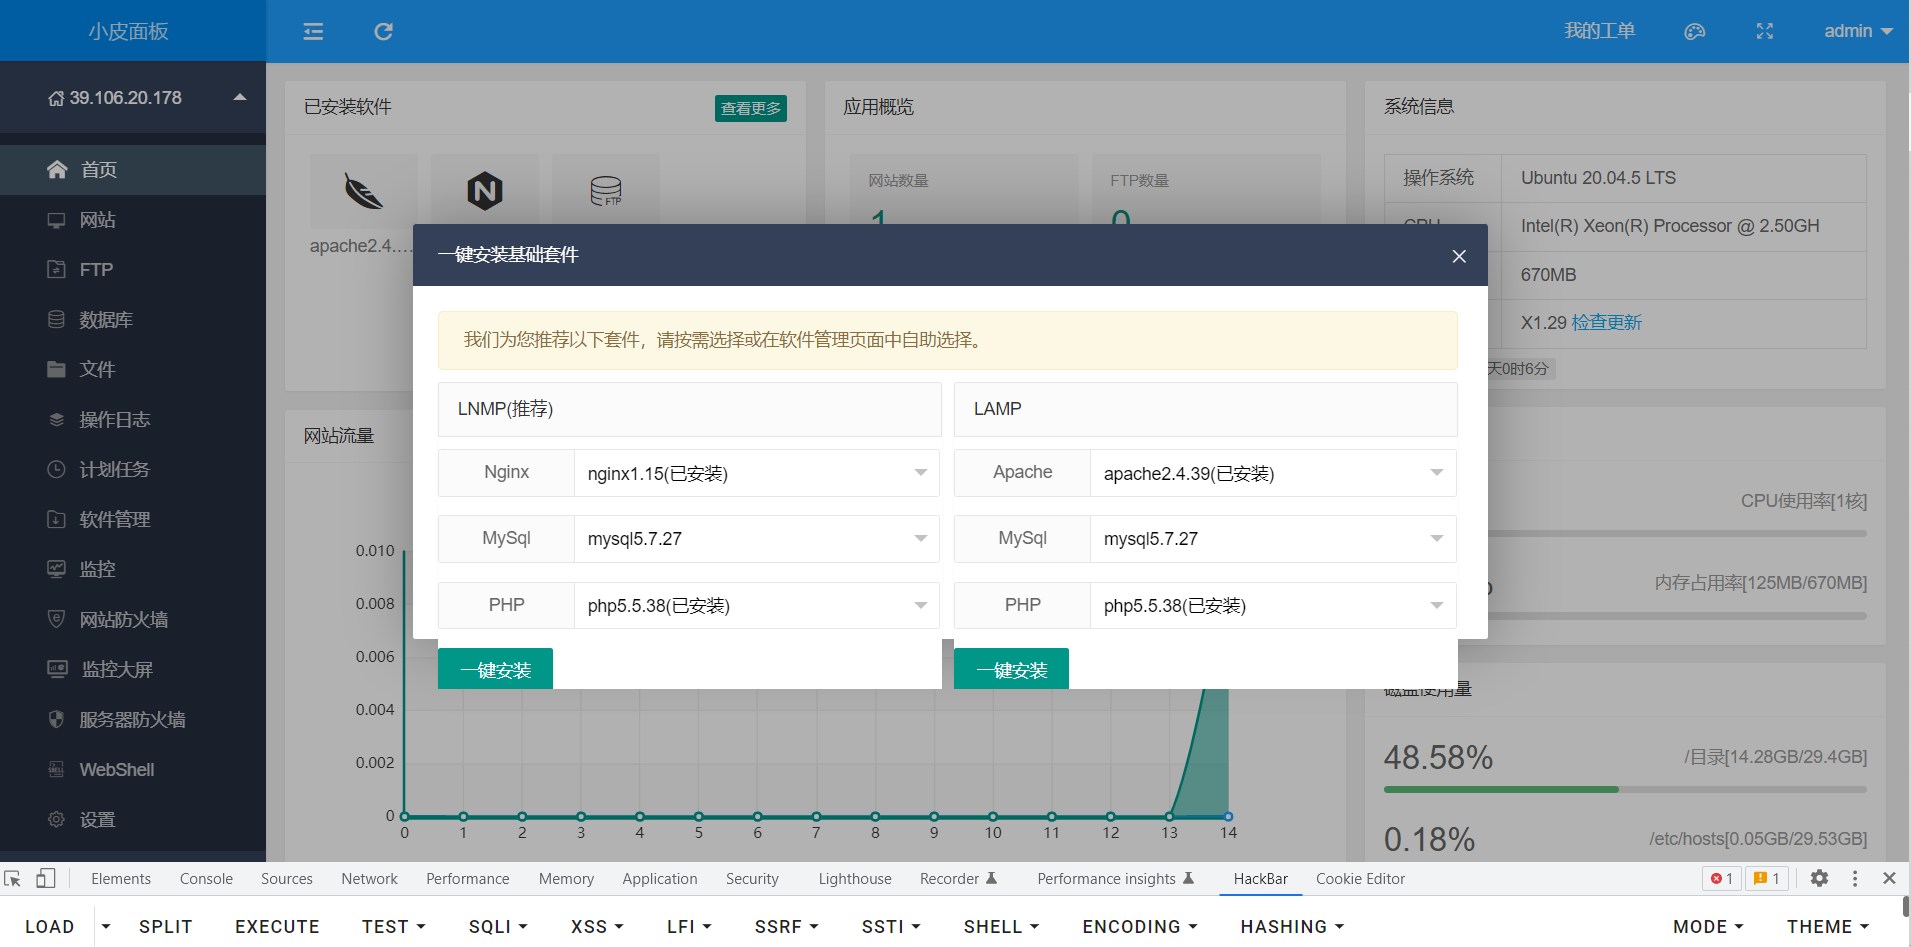 小皮面板
我的工单
admin
39.106.20.178
首页
网站
FTP
数据库
文件
操作日志
计划任务
软件管理
监控
网站防火墙
监控大屏
服务器防火墙
WebShell
设置
已安装软件
查看更多
FTP
apache2.4....
应用概览
网站数量
1
FTP数量
0
系统信息
操作系统
Ubuntu 20.04.5 LTS
CPU
Intel(R) Xeon(R) Processor @ 2.50GH
670MB
X1.29 检查更新
天0时6分
一键安装基础套件
我们为您推荐以下套件，请按需选择或在软件管理页面中自助选择。
LNMP(推荐)
Nginx
nginx1.15(已安装)
MySql
mysql5.7.27
PHP
php5.5.38(已安装)
一键安装
LAMP
Apache
apache2.4.39(已安装)
MySql
mysql5.7.27
PHP
php5.5.38(已安装)
一键安装
网站流量
0.010
0.008
0.006
0.004
0.002
0
0 1 2 3 4 5 6 7 8 9 10 11 12 13 14
CPU使用率[1核]
内存占用率[125MB/670MB]
磁盘使用量
48.58%
/目录[14.28GB/29.4GB]
0.18%
/etc/hosts[0.05GB/29.53GB]
Elements Console Sources Network Performance Memory Application Security Lighthouse Recorder Performance insights HackBar Cookie Editor 1 1
LOAD SPLIT EXECUTE TEST SQLI XSS LFI SSRF SSTI SHELL ENCODING HASHING MODE THEME